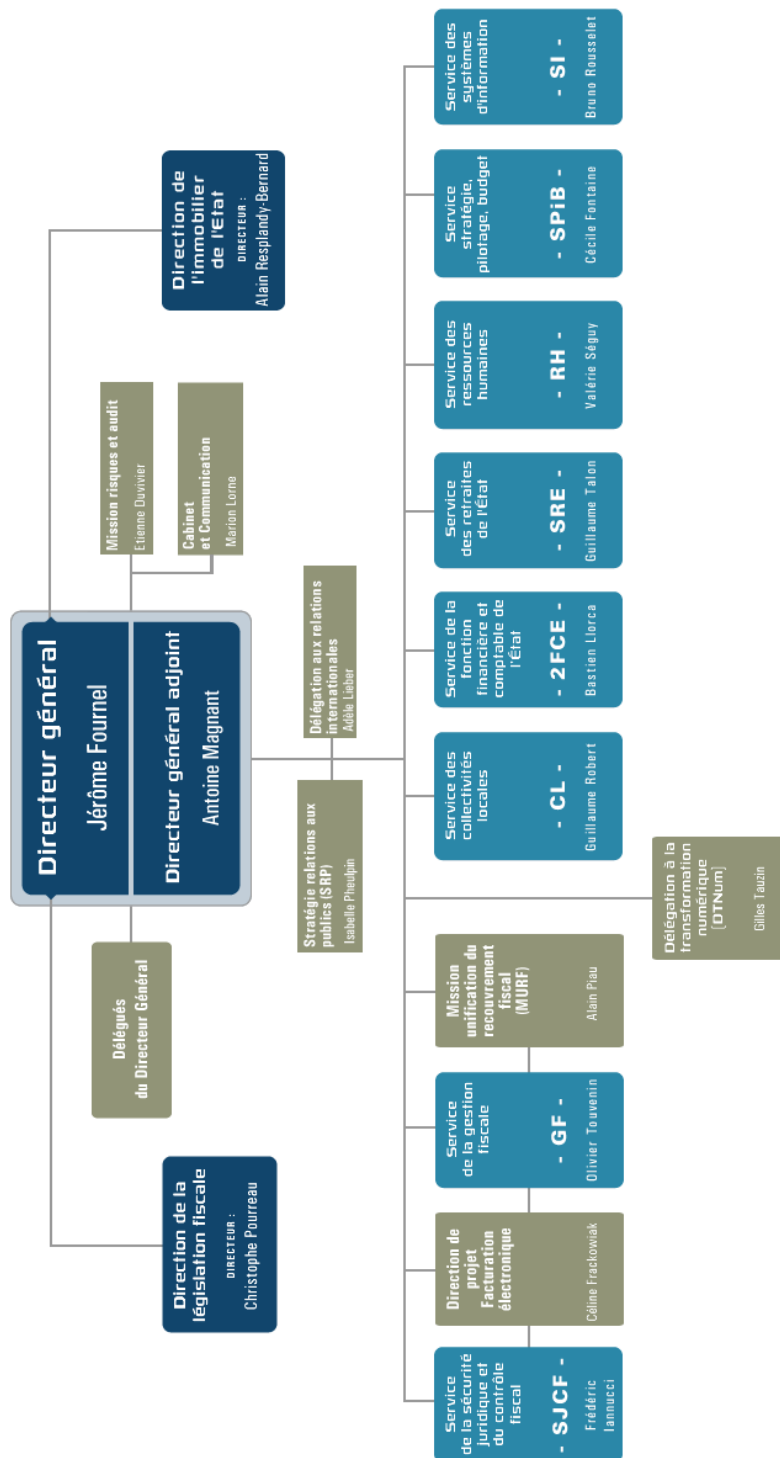 Directeur général
Jérôme Fournel
Directeur général adjoint
Antoine Magnant
Délégués
du Directeur Général
Mission risques et audit
Etienne Duvivier
Cabinet
et Communication
Marion Lorne
Direction de la
législation fiscale
DIRECTEUR :
Christophe Pourreau
Direction de
l'immobilier
de l'Etat
DIRECTEUR :
Alain Resplandy-Bernard
Stratégie relations aux
publics (SRP)
Isabelle Pheulpin
Délégation aux relations
internationales
Adèle Lieber
Service
de la sécurité
juridique et
du contrôle
fiscal
- SJCF -
Frédéric
Iannucci
Direction de
projet
Facturation
électronique
Céline Frackowiak
Service
de la gestion
fiscale
- GF -
Olivier Touvenin
Mission
unification du
recouvrement
fiscal
(MURF)
Alain Piau
Service des
collectivités
locales
- CL -
Guillaume Robert
Service de la
fonction
financière et
comptable de
l'État
- 2FCE -
Bastien Llorca
Service
des retraites
de l'État
- SRE -
Guillaume Talon
Service des
ressources
humaines
- RH -
Valérie Séguy
Service
stratégie,
pilotage, budget
- SPiB -
Cécile Fontaine
Service des
systèmes
d'information
- SI -
Bruno Rousselet
Délégation à la
transformation
numérique
[DTNum]
Gilles Tauzin